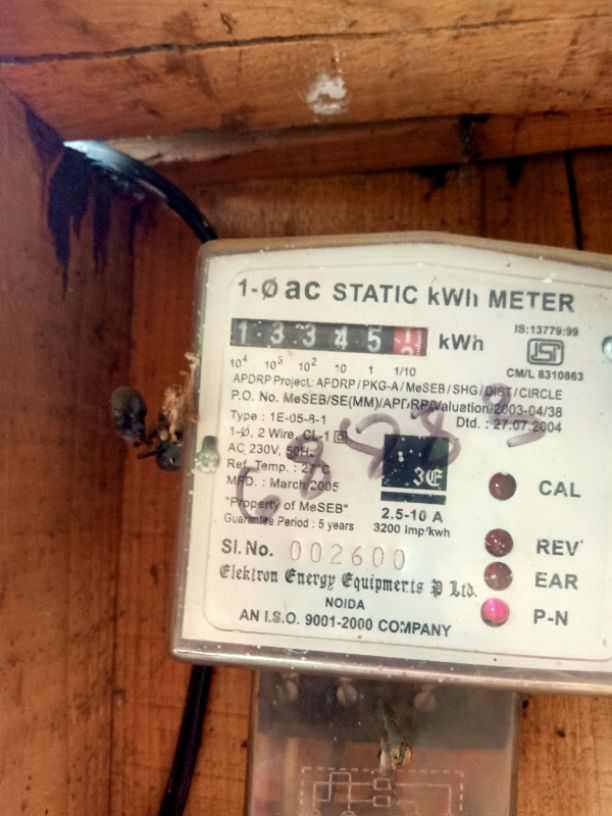 1-Ø ac STATIC kWh METER
1 3 3 4 5 kWh
IS:13779:99
10⁴ 10³ 10² 10 1 1/10
CM/L 8310863
APDRP Project: APDRP/PKG-A/MeSEB/SHG/DIST/CIRCLE
P.O. No. MeSEB/SE(MM)/APDRP/Valuation/2003-04/38
Dtd. : 27.07.2004
Type : 1E-05-8-1
1-Ø, 2 Wire, CL-1
AC 230V, 50Hz
Ref. Temp. : 27°C
MFD. : March 2005
"Property of MeSEB"
Guarantee Period : 5 years
3E
2.5-10 A
3200 imp/kwh
CAL
REV
EAR
P-N
Sl. No. 002600
Elektron Energy Equipments P Ltd.
NOIDA
AN I.S.O. 9001-2000 COMPANY